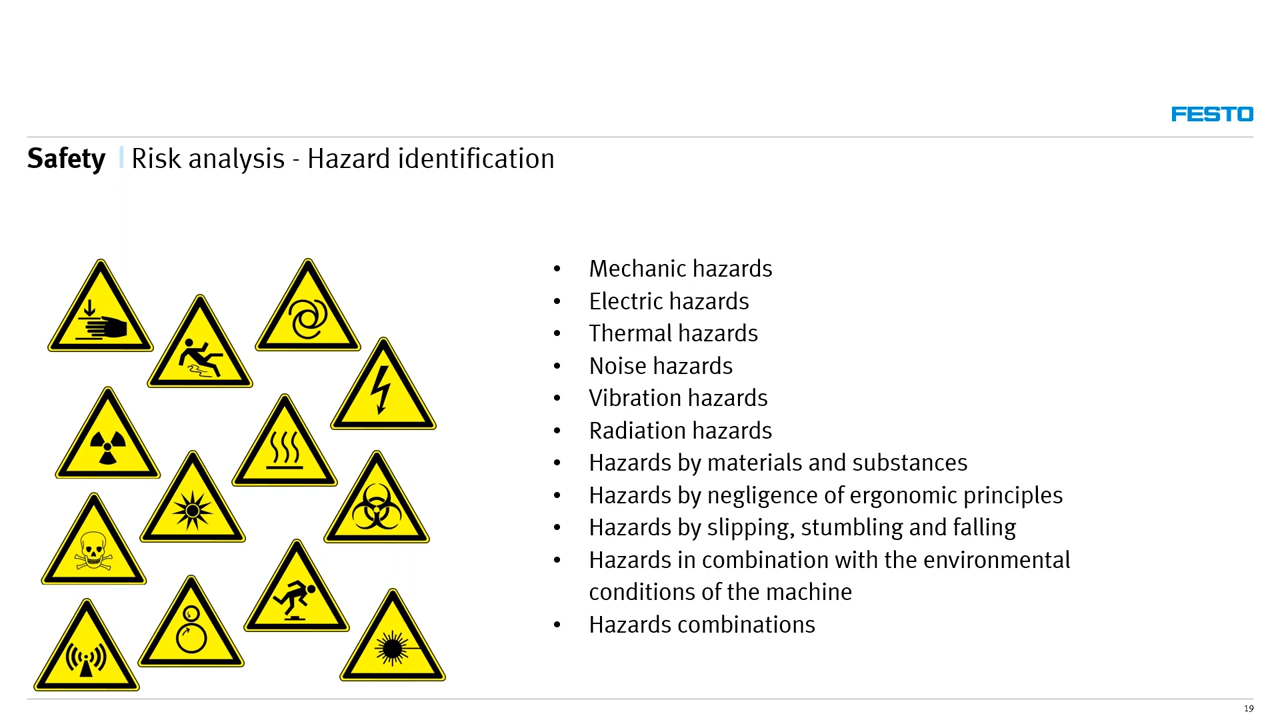 FESTO
Safety | Risk analysis - Hazard identification
• Mechanic hazards
• Electric hazards
• Thermal hazards
• Noise hazards
• Vibration hazards
• Radiation hazards
• Hazards by materials and substances
• Hazards by negligence of ergonomic principles
• Hazards by slipping, stumbling and falling
• Hazards in combination with the environmental
conditions of the machine
• Hazards combinations
19